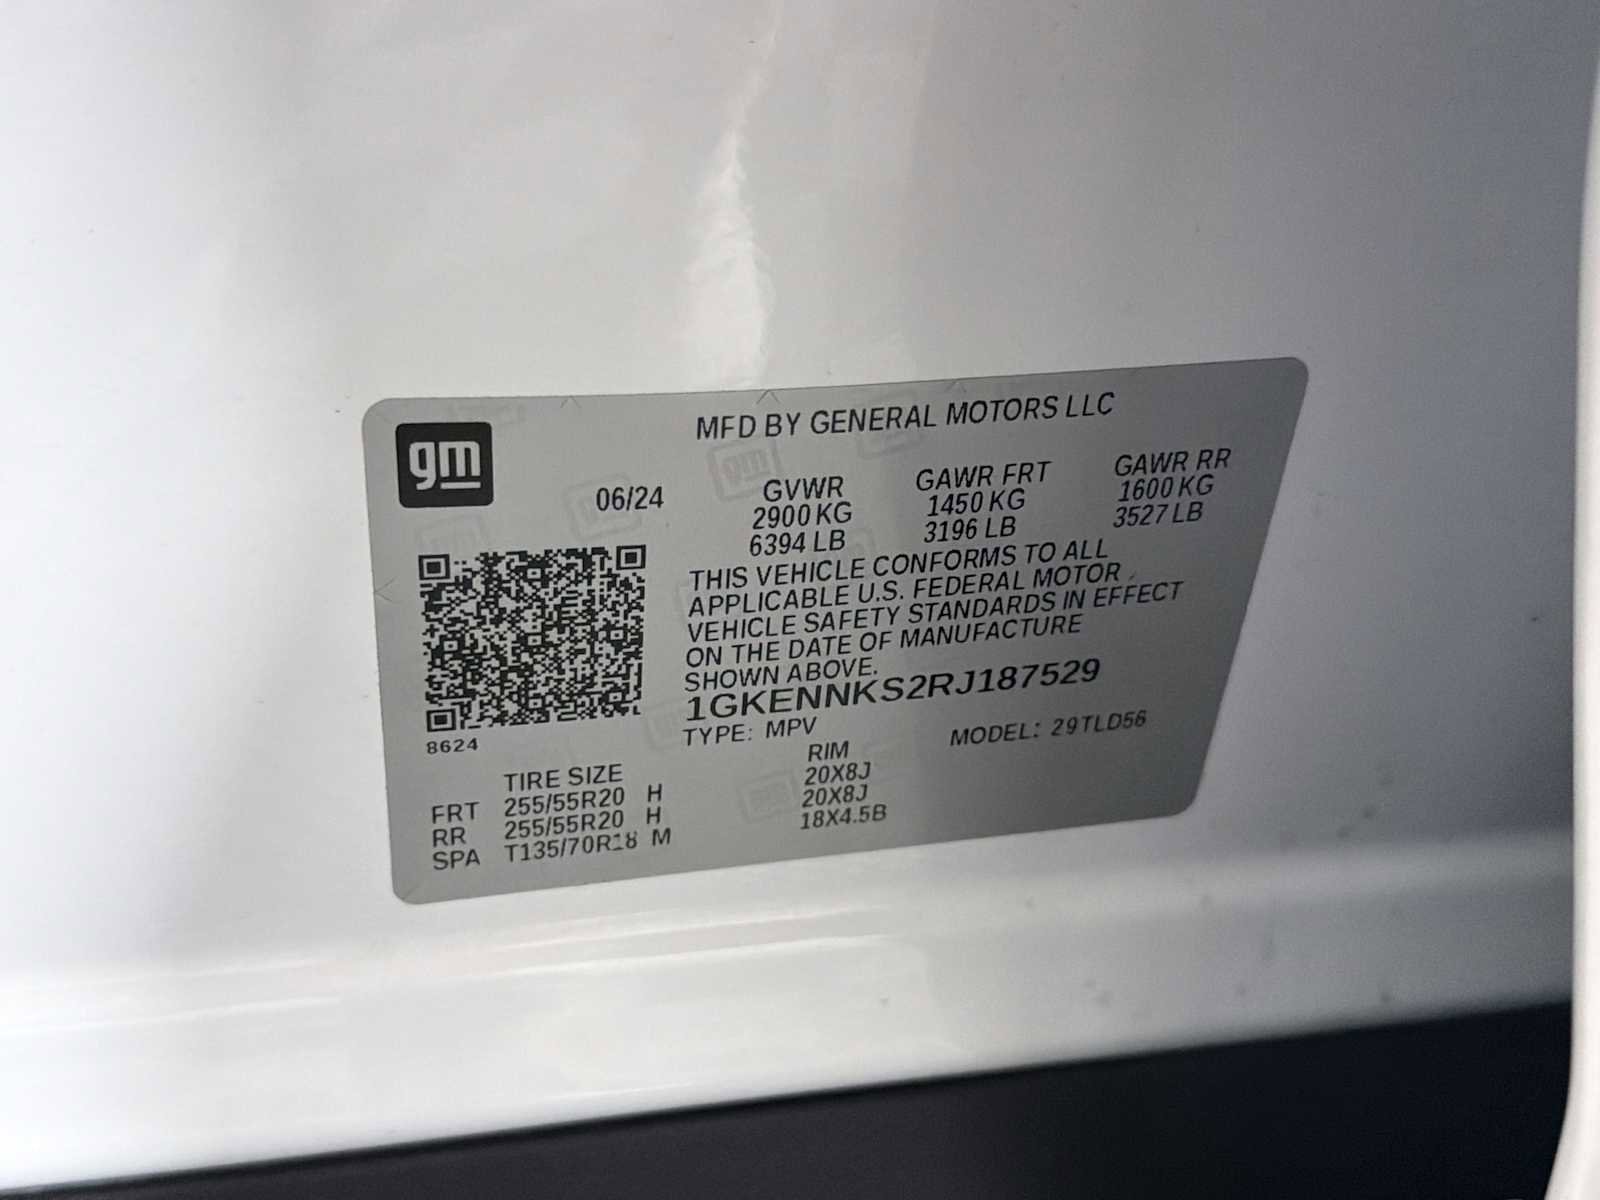 gm
MFD BY GENERAL MOTORS LLC
06/24
GVWR
2900 KG
6394 LB
GAWR FRT
1450 KG
3196 LB
GAWR RR
1600 KG
3527 LB
THIS VEHICLE CONFORMS TO ALL
APPLICABLE U.S. FEDERAL MOTOR
VEHICLE SAFETY STANDARDS IN EFFECT
ON THE DATE OF MANUFACTURE
SHOWN ABOVE.
1GKENNKS2RJ187529
TYPE: MPV
MODEL: 29TLD56
8624
TIRE SIZE RIM
FRT 255/55R20 H 20X8J
RR 255/55R20 H 20X8J
SPA T135/70R18 M 18X4.5B